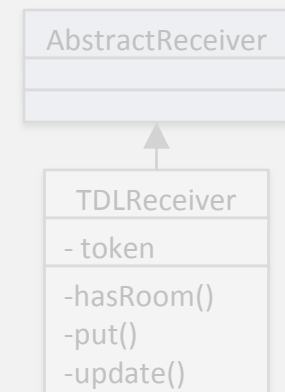 AbstractReceiver
TDLReceiver
- token
-hasRoom()
-put()
-update()